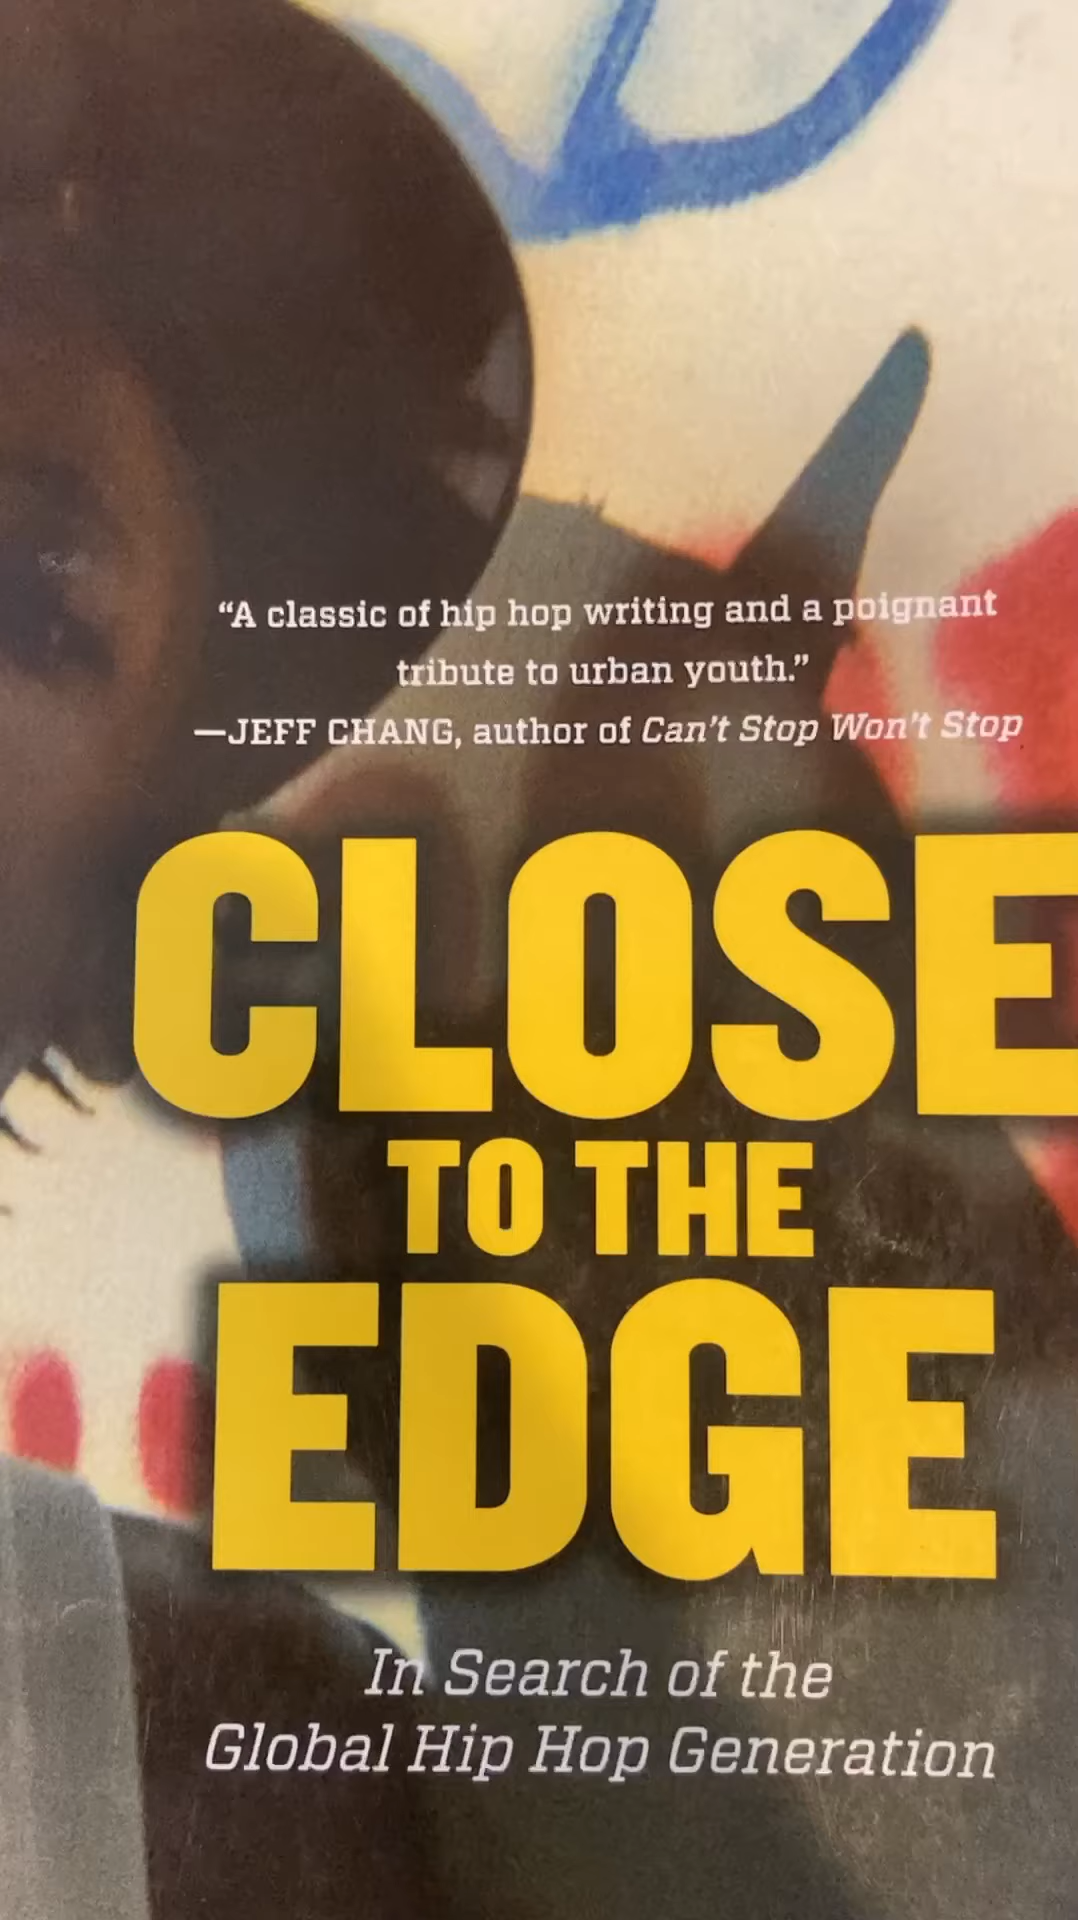 “A classic of hip hop writing and a poignant
tribute to urban youth.”
—JEFF CHANG, author of Can’t Stop Won’t Stop
CLOSE
TO THE
EDGE
In Search of the
Global Hip Hop Generation